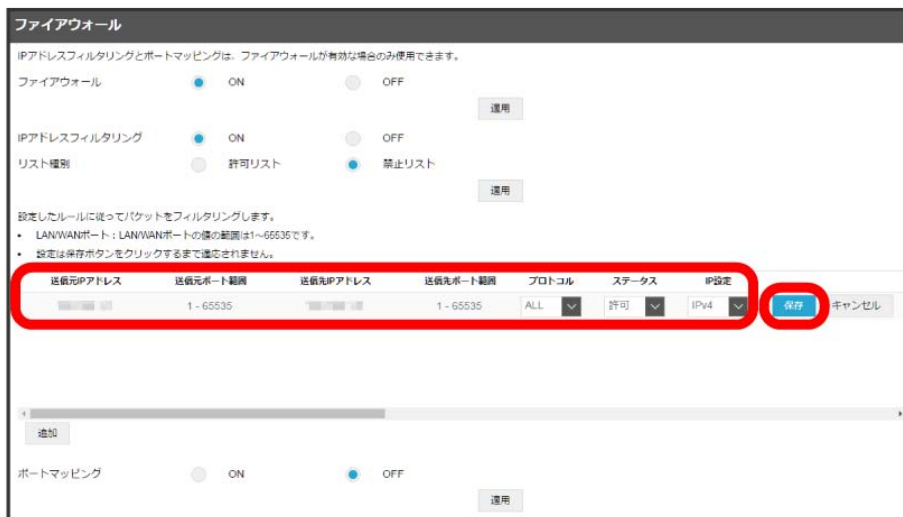 ファイアウォール
IPアドレスフィルタリングとポートマッピングは、ファイアウォールが有効な場合のみ使用できます。
ファイアウォール ON OFF
適用
IPアドレスフィルタリング ON OFF
リスト種別 許可リスト 禁止リスト
適用
設定したルールに従ってパケットをフィルタリングします。
• LAN/WANポート：LAN/WANポートの値の範囲は1～65535です。
• 設定は保存ボタンをクリックするまで適応されません。
送信元IPアドレス 送信元ポート範囲 送信先IPアドレス 送信先ポート範囲 プロトコル ステータス IP設定
1 - 65535 1 - 65535 ALL 許可 IPv4 保存 キャンセル
追加
ポートマッピング ON OFF
適用